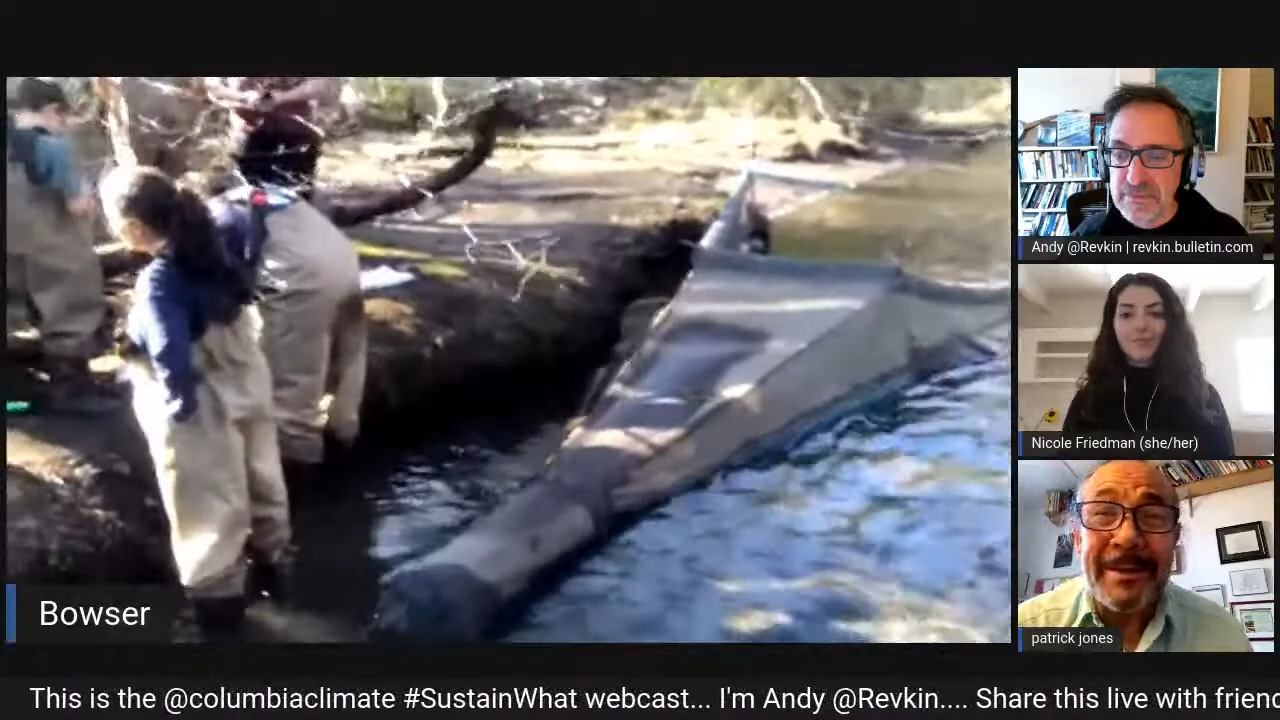 Andy @Revkin | revkin.bulletin.com
Nicole Friedman (she/her)
Bowser
patrick jones
This is the @columbiaclimate #SustainWhat webcast... I'm Andy @Revkin.... Share this live with friend